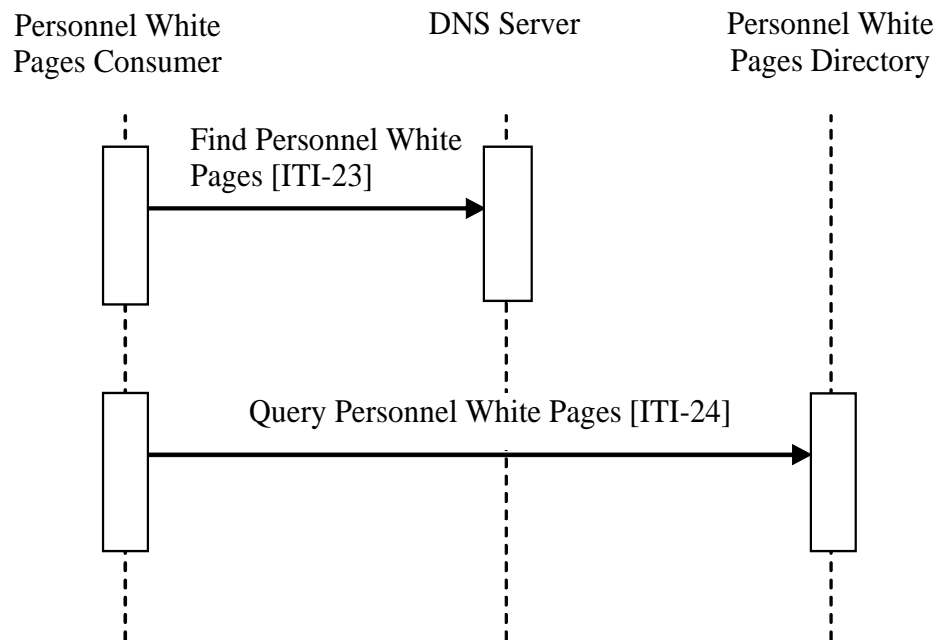 Personnel White
Pages Consumer
DNS Server
Personnel White
Pages Directory
Find Personnel White
Pages [ITI-23]
Query Personnel White Pages [ITI-24]